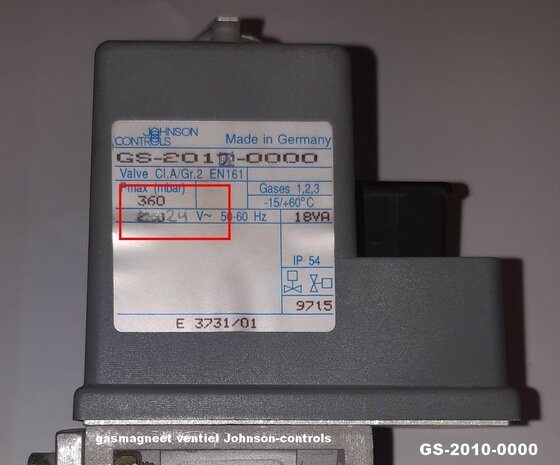 JOHNSON
CONTROLS
Made in Germany
GS-201 -0000
Valve Cl.A/Gr.2 EN161
Pmax (mbar)
Gases 1,2,3
360
-15/+60°C
24 V~ 50-60 Hz 18VA
IP 54
9715
E 3731/01
gasmagneet ventiel Johnson-controls
GS-2010-0000